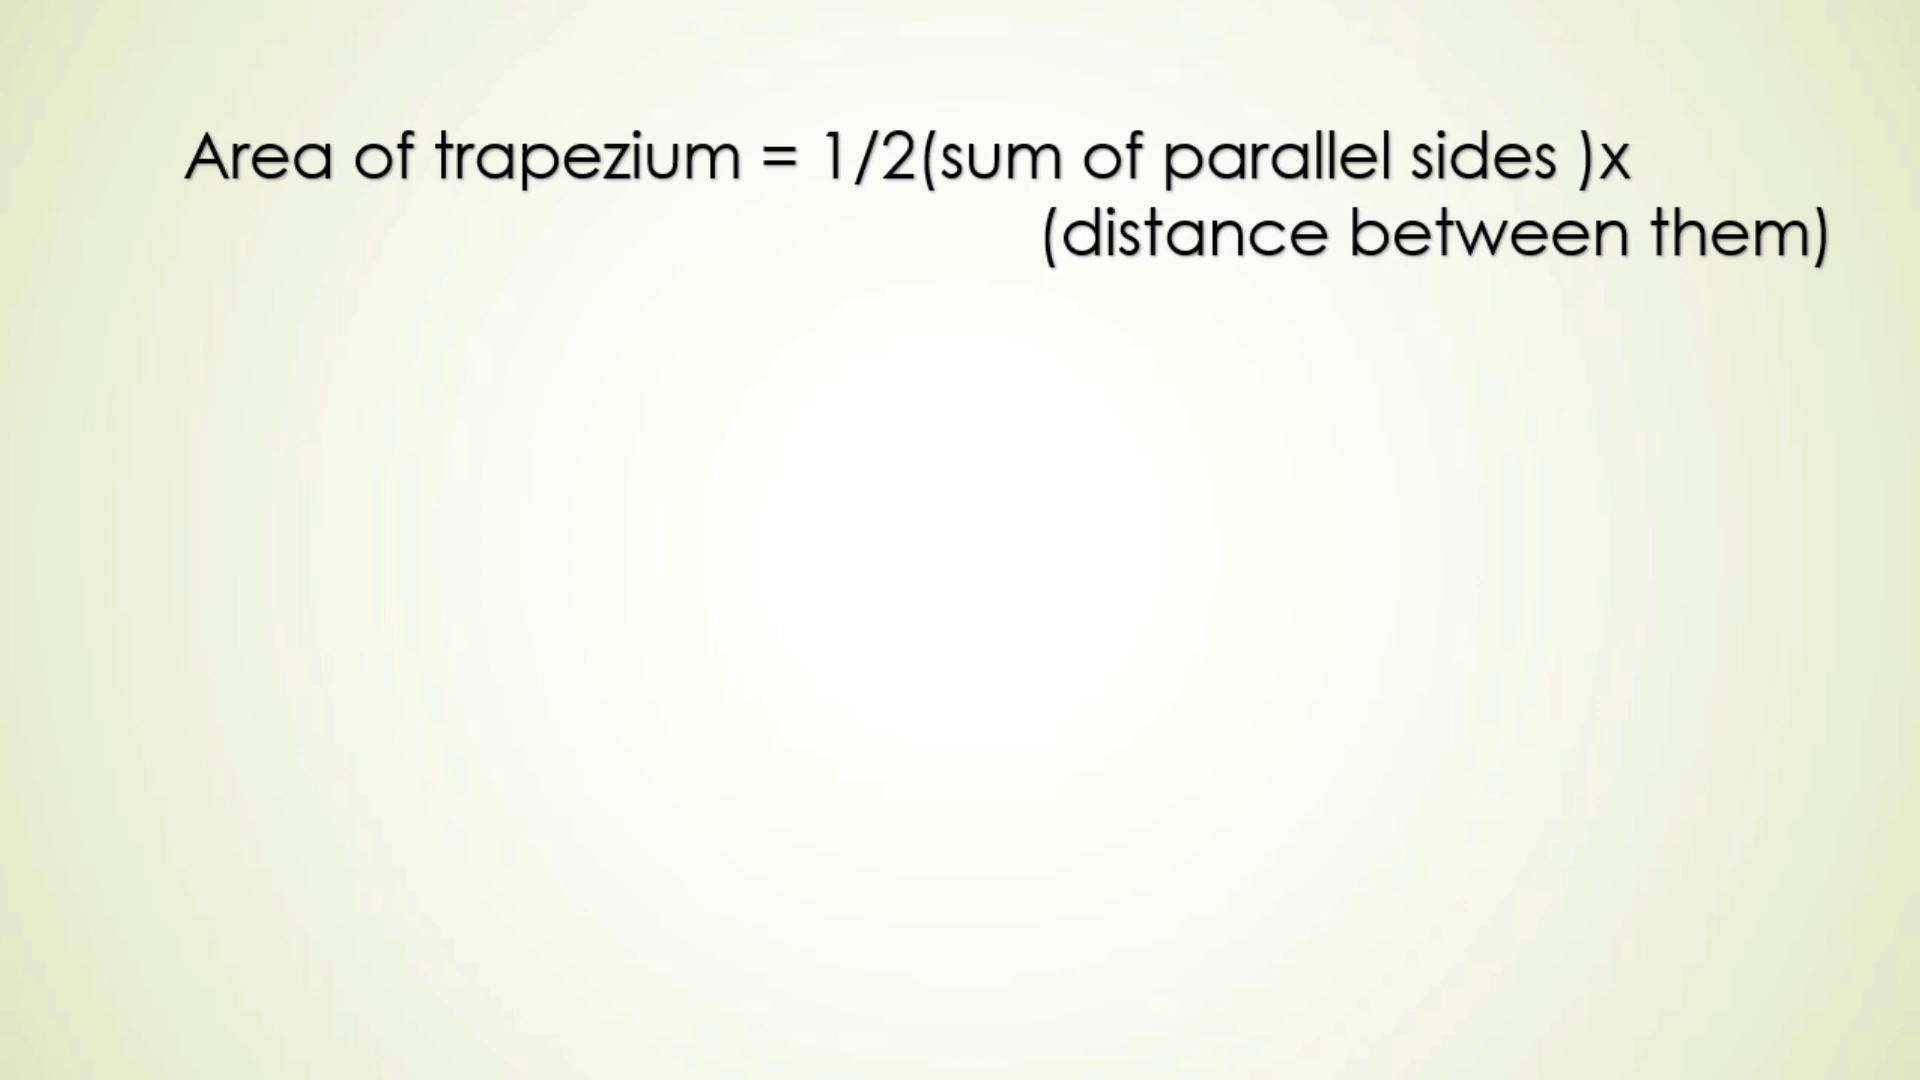 Area of trapezium = 1/2(sum of parallel sides )x
(distance between them)